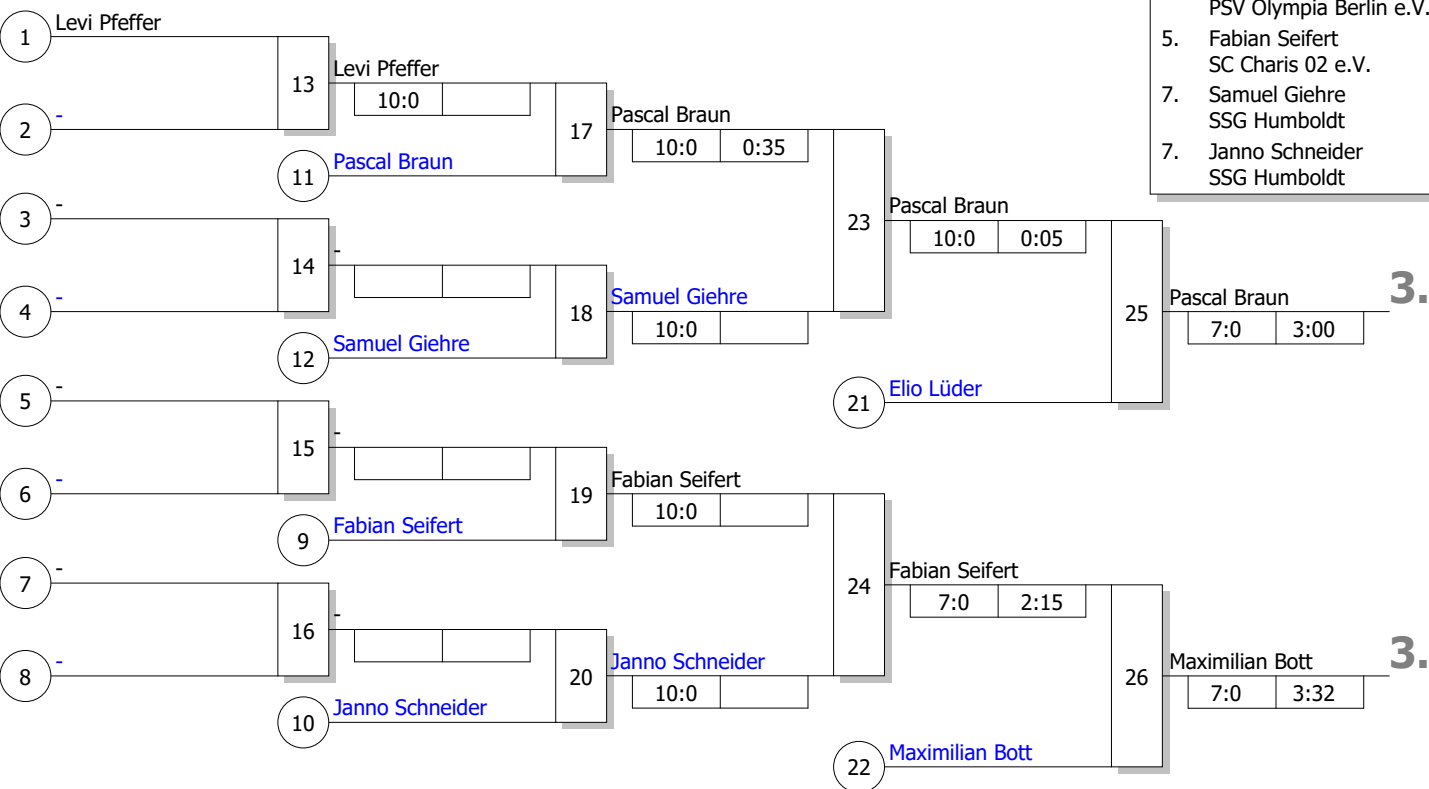 PSV Olympia Berlin e.V.
5. Fabian Seifert
SC Charis 02 e.V.
7. Samuel Giehre
SSG Humboldt
7. Janno Schneider
SSG Humboldt
1 Levi Pfeffer
2 -
13 Levi Pfeffer
10:0
11 Pascal Braun
17 Pascal Braun
10:0 0:35
3 -
4 -
14 -
12 Samuel Giehre
18 Samuel Giehre
10:0
23 Pascal Braun
10:0 0:05
21 Elio Lüder
25 Pascal Braun 3.
7:0 3:00
5 -
6 -
15 -
9 Fabian Seifert
19 Fabian Seifert
10:0
7 -
8 -
16 -
10 Janno Schneider
20 Janno Schneider
10:0
24 Fabian Seifert
7:0 2:15
22 Maximilian Bott
26 Maximilian Bott 3.
7:0 3:32